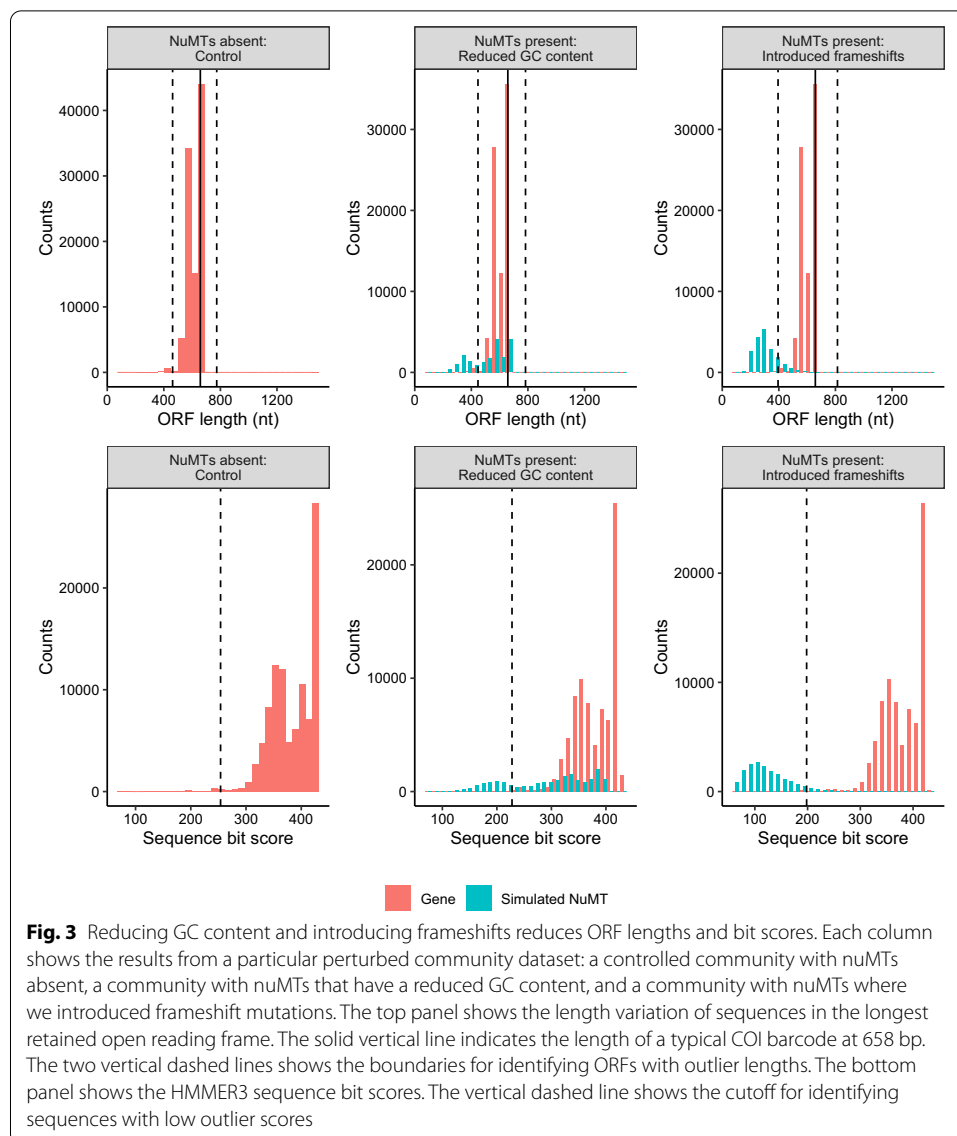 NuMTs absent:
Control
NuMTs present:
Reduced GC content
NuMTs present:
Introduced frameshifts
40000
30000
20000
10000
0
Counts
0 400 800 1200
ORF length (nt)
30000
20000
10000
0
Counts
0 400 800 1200
ORF length (nt)
30000
20000
10000
0
Counts
0 400 800 1200
ORF length (nt)
NuMTs absent:
Control
NuMTs present:
Reduced GC content
NuMTs present:
Introduced frameshifts
20000
10000
0
Counts
100 200 300 400
Sequence bit score
20000
10000
0
Counts
100 200 300 400
Sequence bit score
20000
10000
0
Counts
100 200 300 400
Sequence bit score
Gene Simulated NuMT
Fig. 3 Reducing GC content and introducing frameshifts reduces ORF lengths and bit scores. Each column
shows the results from a particular perturbed community dataset: a controlled community with nuMTs
absent, a community with nuMTs that have a reduced GC content, and a community with nuMTs where
we introduced frameshift mutations. The top panel shows the length variation of sequences in the longest
retained open reading frame. The solid vertical line indicates the length of a typical COI barcode at 658 bp.
The two vertical dashed lines shows the boundaries for identifying ORFs with outlier lengths. The bottom
panel shows the HMMER3 sequence bit scores. The vertical dashed line shows the cutoff for identifying
sequences with low outlier scores